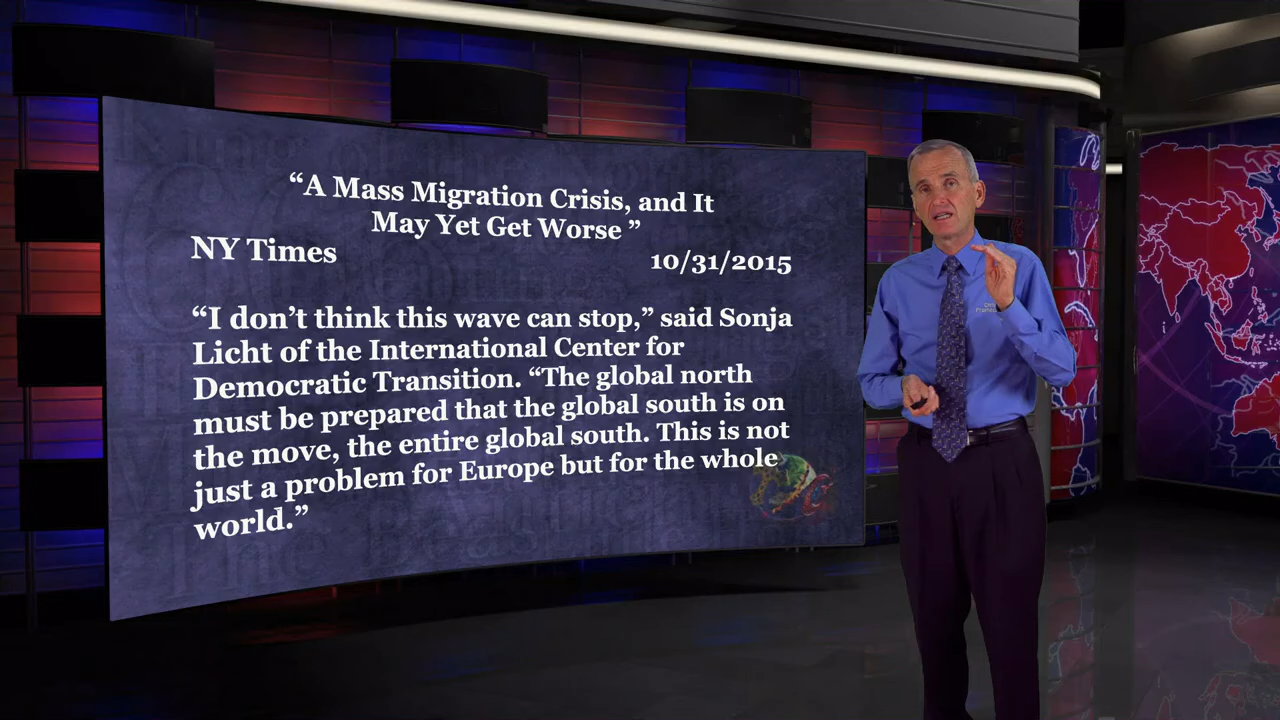 “A Mass Migration Crisis, and It
May Yet Get Worse ”
NY Times 10/31/2015
“I don’t think this wave can stop,” said Sonja
Licht of the International Center for
Democratic Transition. “The global north
must be prepared that the global south is on
the move, the entire global south. This is not
just a problem for Europe but for the whole
world.”